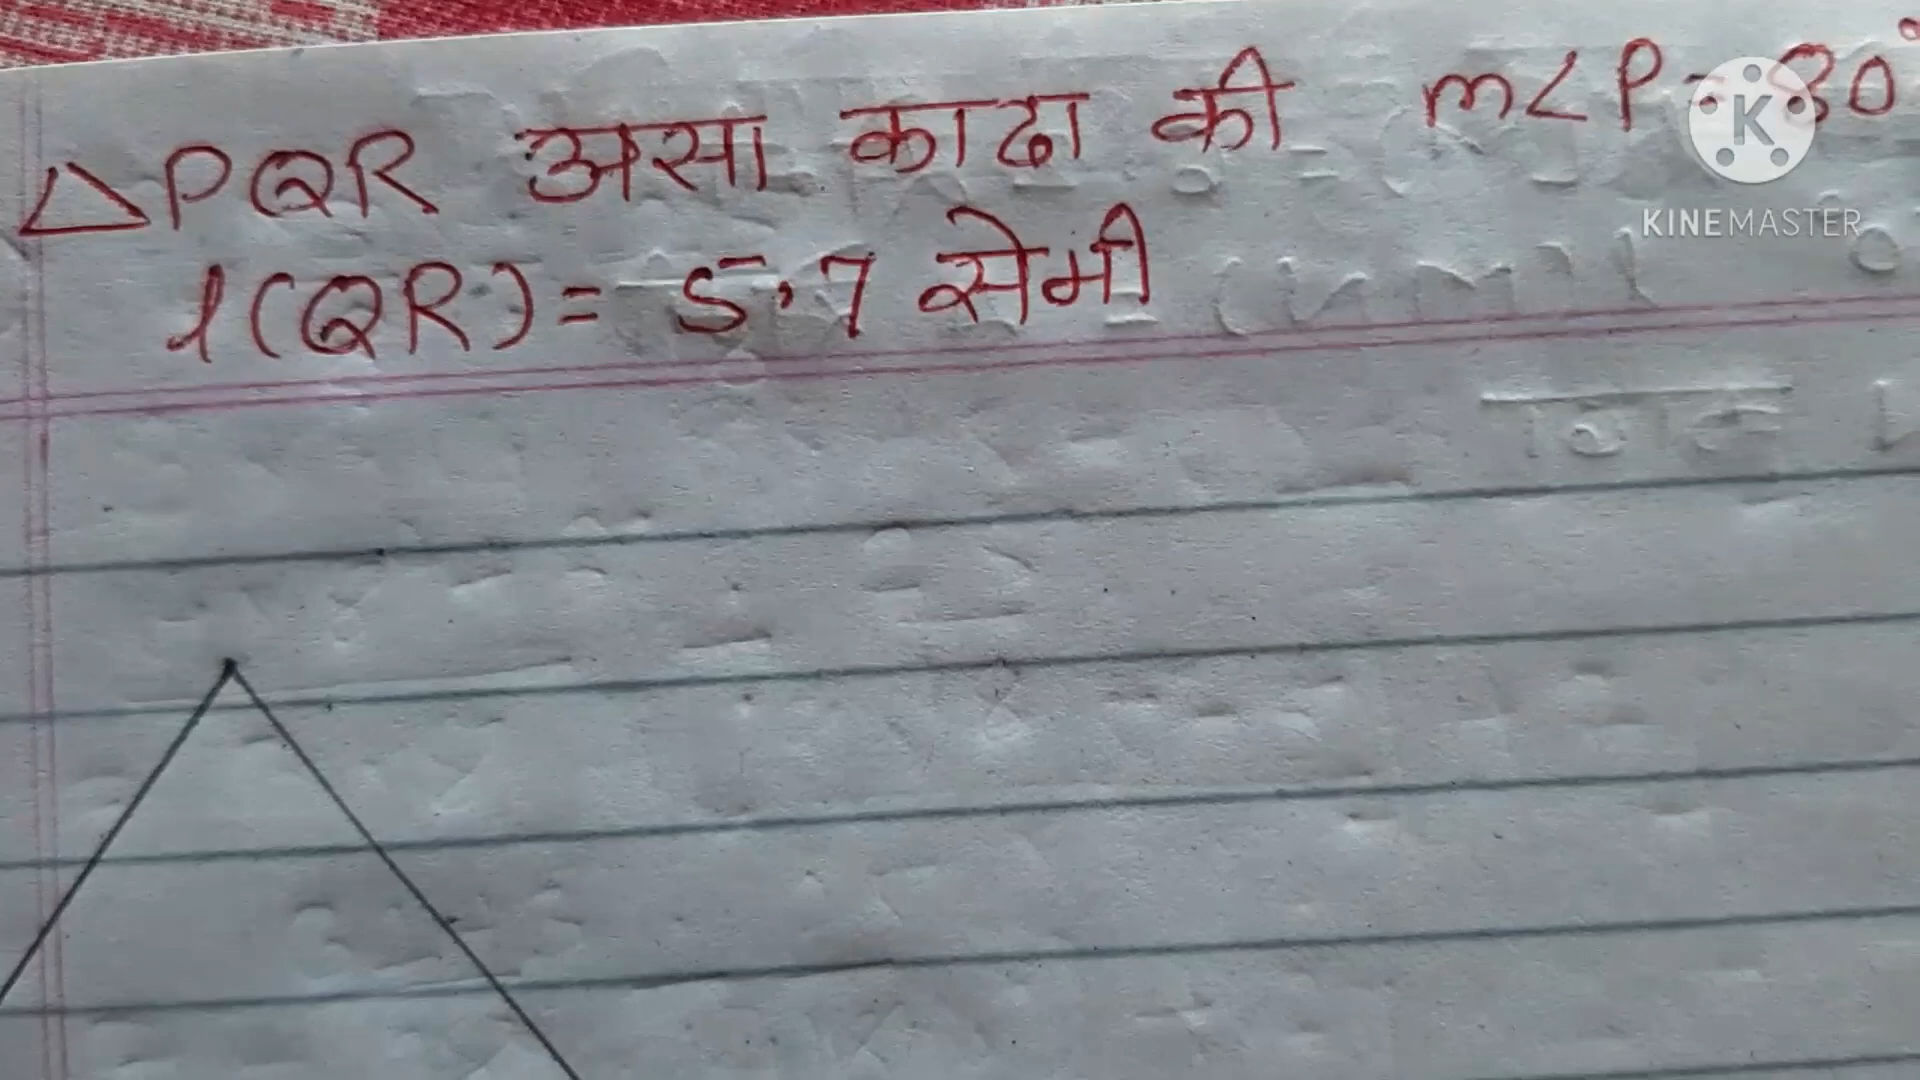 △PQR असा काढा की m∠P = 80°
l(QR) = 5.7 सेमी
K
KINEMASTER